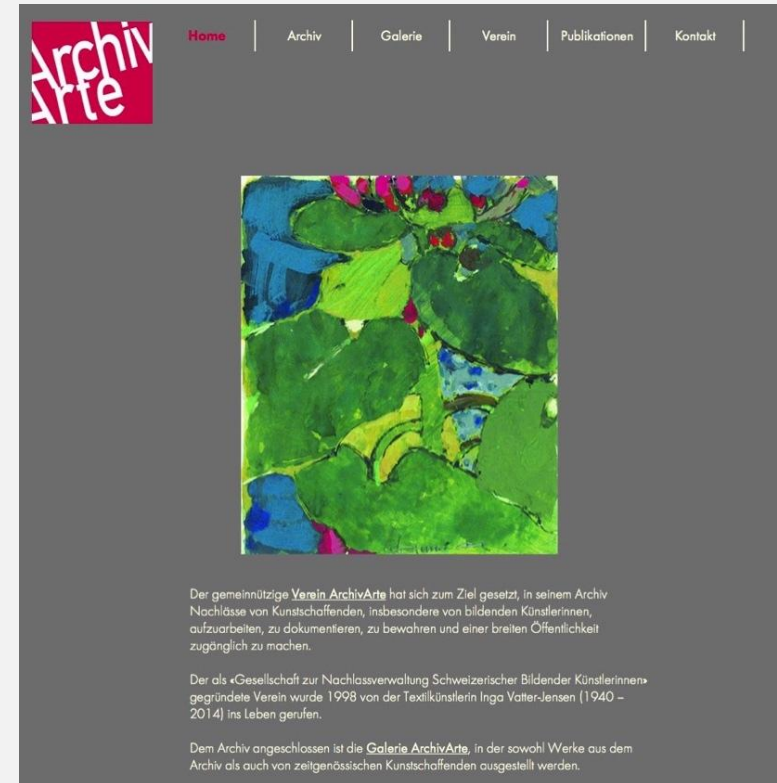 Archiv
Arte
Home
Archiv
Galerie
Verein
Publikationen
Kontakt
Der gemeinnützige Verein ArchivArte hat sich zum Ziel gesetzt, in seinem Archiv
Nachlässe von Kunstschaffenden, insbesondere von bildenden Künstlerinnen,
aufzuarbeiten, zu dokumentieren, zu bewahren und einer breiten Öffentlichkeit
zugänglich zu machen.
Der als «Gesellschaft zur Nachlassverwaltung Schweizerischer Bildender Künstlerinnen»
gegründete Verein wurde 1998 von der Textilkünstlerin Inga Vatter-Jensen (1940 –
2014) ins Leben gerufen.
Dem Archiv angeschlossen ist die Galerie ArchivArte, in der sowohl Werke aus dem
Archiv als auch von zeitgenössischen Kunstschaffenden ausgestellt werden.